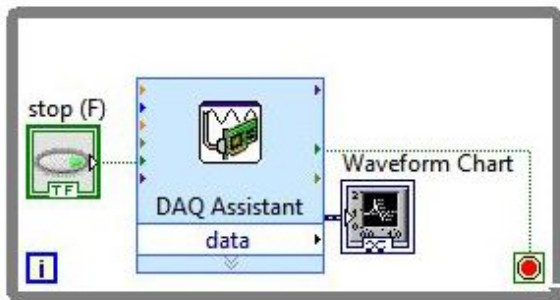 stop (F)
TF
DAQ Assistant
data
Waveform Chart
i